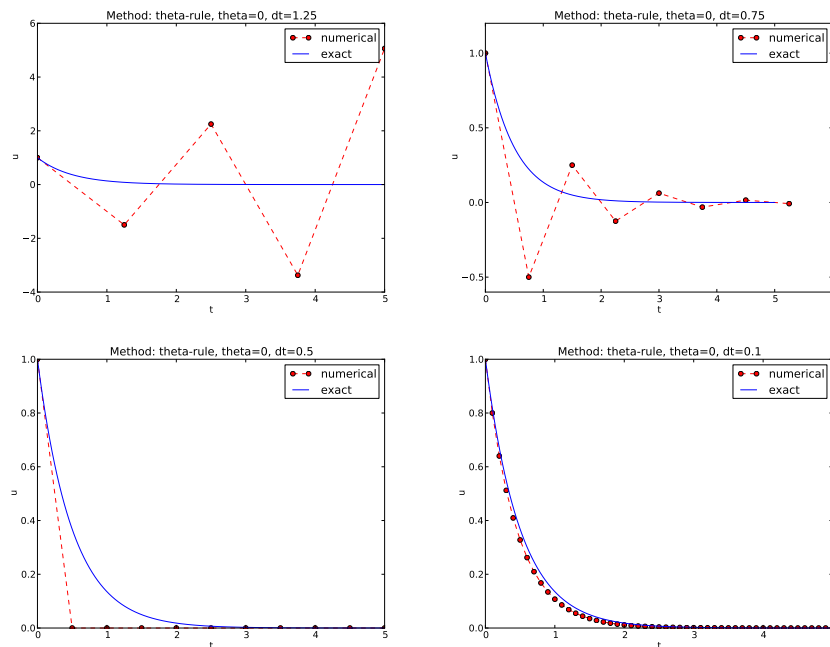 Method: theta-rule, theta=0, dt=1.25
numerical
exact
6
4
2
0
−2
−4
u
0
1
2
3
4
5
t
Method: theta-rule, theta=0, dt=0.75
numerical
exact
1.0
0.5
0.0
−0.5
u
0
1
2
3
4
5
t
Method: theta-rule, theta=0, dt=0.5
numerical
exact
1.0
0.8
0.6
0.4
0.2
0.0
u
0
1
2
3
4
5
t
Method: theta-rule, theta=0, dt=0.1
numerical
exact
1.0
0.8
0.6
0.4
0.2
0.0
u
0
1
2
3
4
t